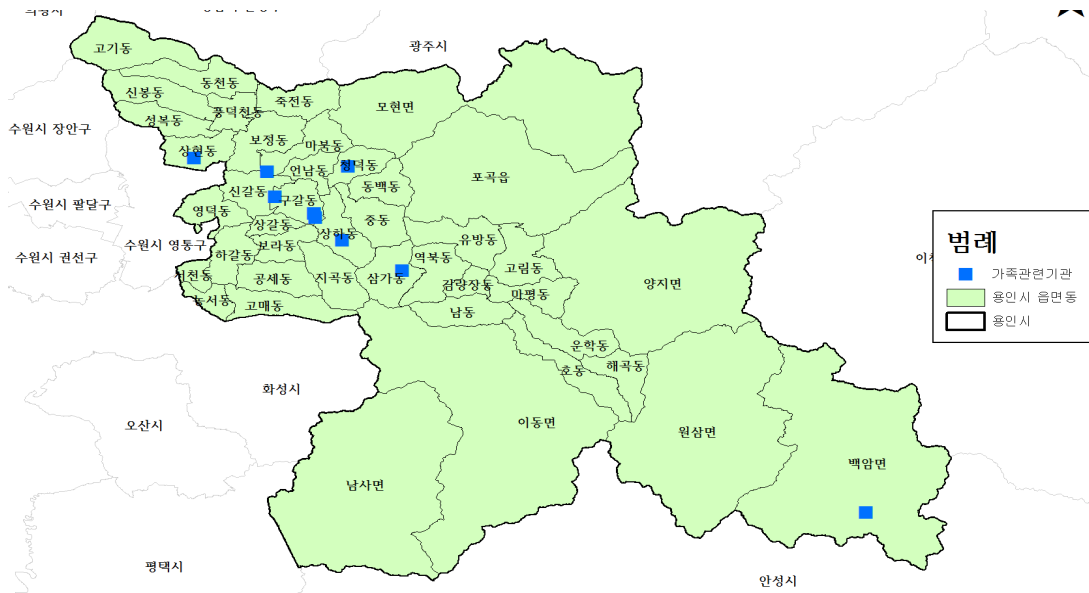 광주시
고기동
동천동
신봉동
죽전동
모현면
풍덕천동
성복동
수원시 장안구
보정동
마북동
상현동
언남동
청덕동
포곡읍
동백동
신갈동
구갈동
수원시 팔달구
영덕동
중동
상갈동
상하동
유방동
수원시 영통구
보라동
하갈동
역북동
수원시 권선구
고림동
서천동
공세동
지곡동
삼가동
김량장동
양지면
마평동
농서동
고매동
남동
운학동
해곡동
호동
화성시
이동면
오산시
원삼면
백암면
남사면
평택시
안성시
범례
가족관련기관
용인시 읍면동
용인시